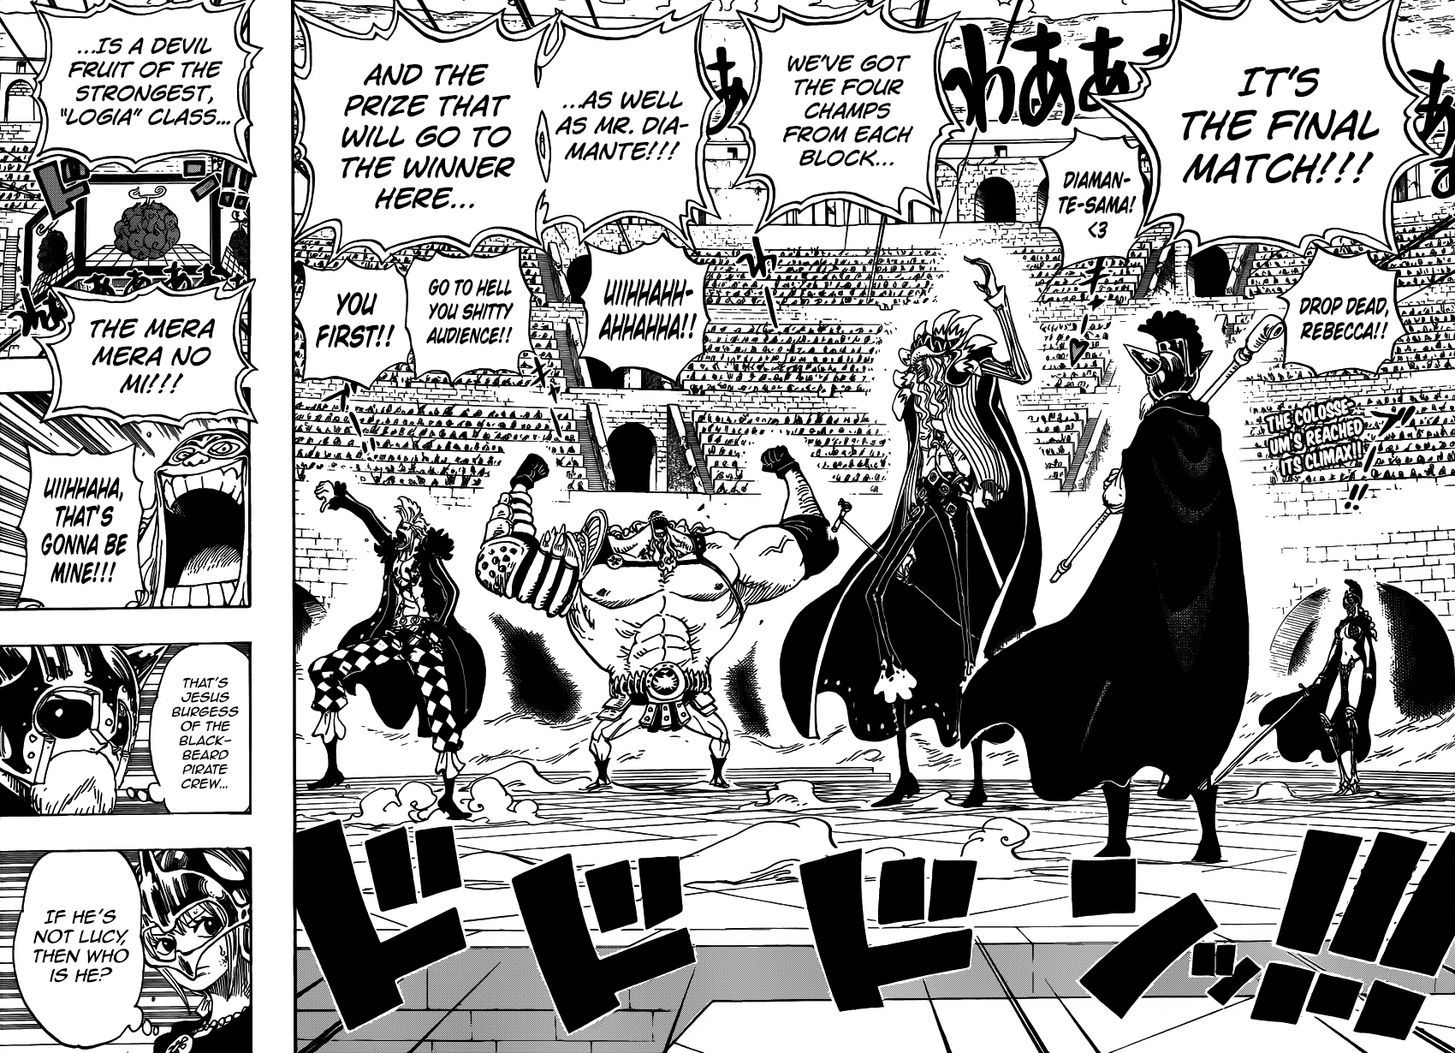 IT'S
THE FINAL
MATCH!!!
わあああ
DIAMAN-
TE-SAMA!
<3
DROP DEAD,
REBECCA!!
THE COLOSSE-
UM'S REACHED
ITS CLIMAX!!
WE'VE GOT
THE FOUR
CHAMPS
FROM EACH
BLOCK...
...AS WELL
AS MR. DIA-
MANTE!!!
UIIHHAHH-
AHHAHHA!!
AND THE
PRIZE THAT
WILL GO TO
THE WINNER
HERE...
GO TO HELL
YOU SHITTY
AUDIENCE!!
YOU
FIRST!!
ドドドーン!!!
...IS A DEVIL
FRUIT OF THE
STRONGEST,
"LOGIA" CLASS...
THE MERA
MERA NO
MI!!!
UIIHHAHA,
THAT'S
GONNA BE
MINE!!!
THAT'S
JESUS
BURGESS
OF THE
BLACK-
BEARD
PIRATE
CREW...
IF HE'S
NOT LUCY,
THEN WHO
IS HE?